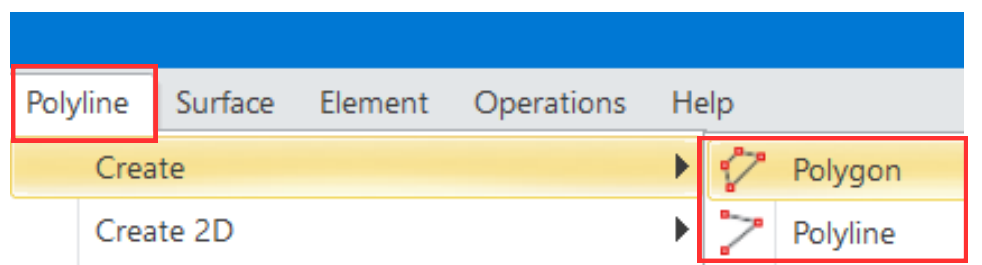 Polyline Surface Element Operations Help
Create Polygon
Create 2D Polyline